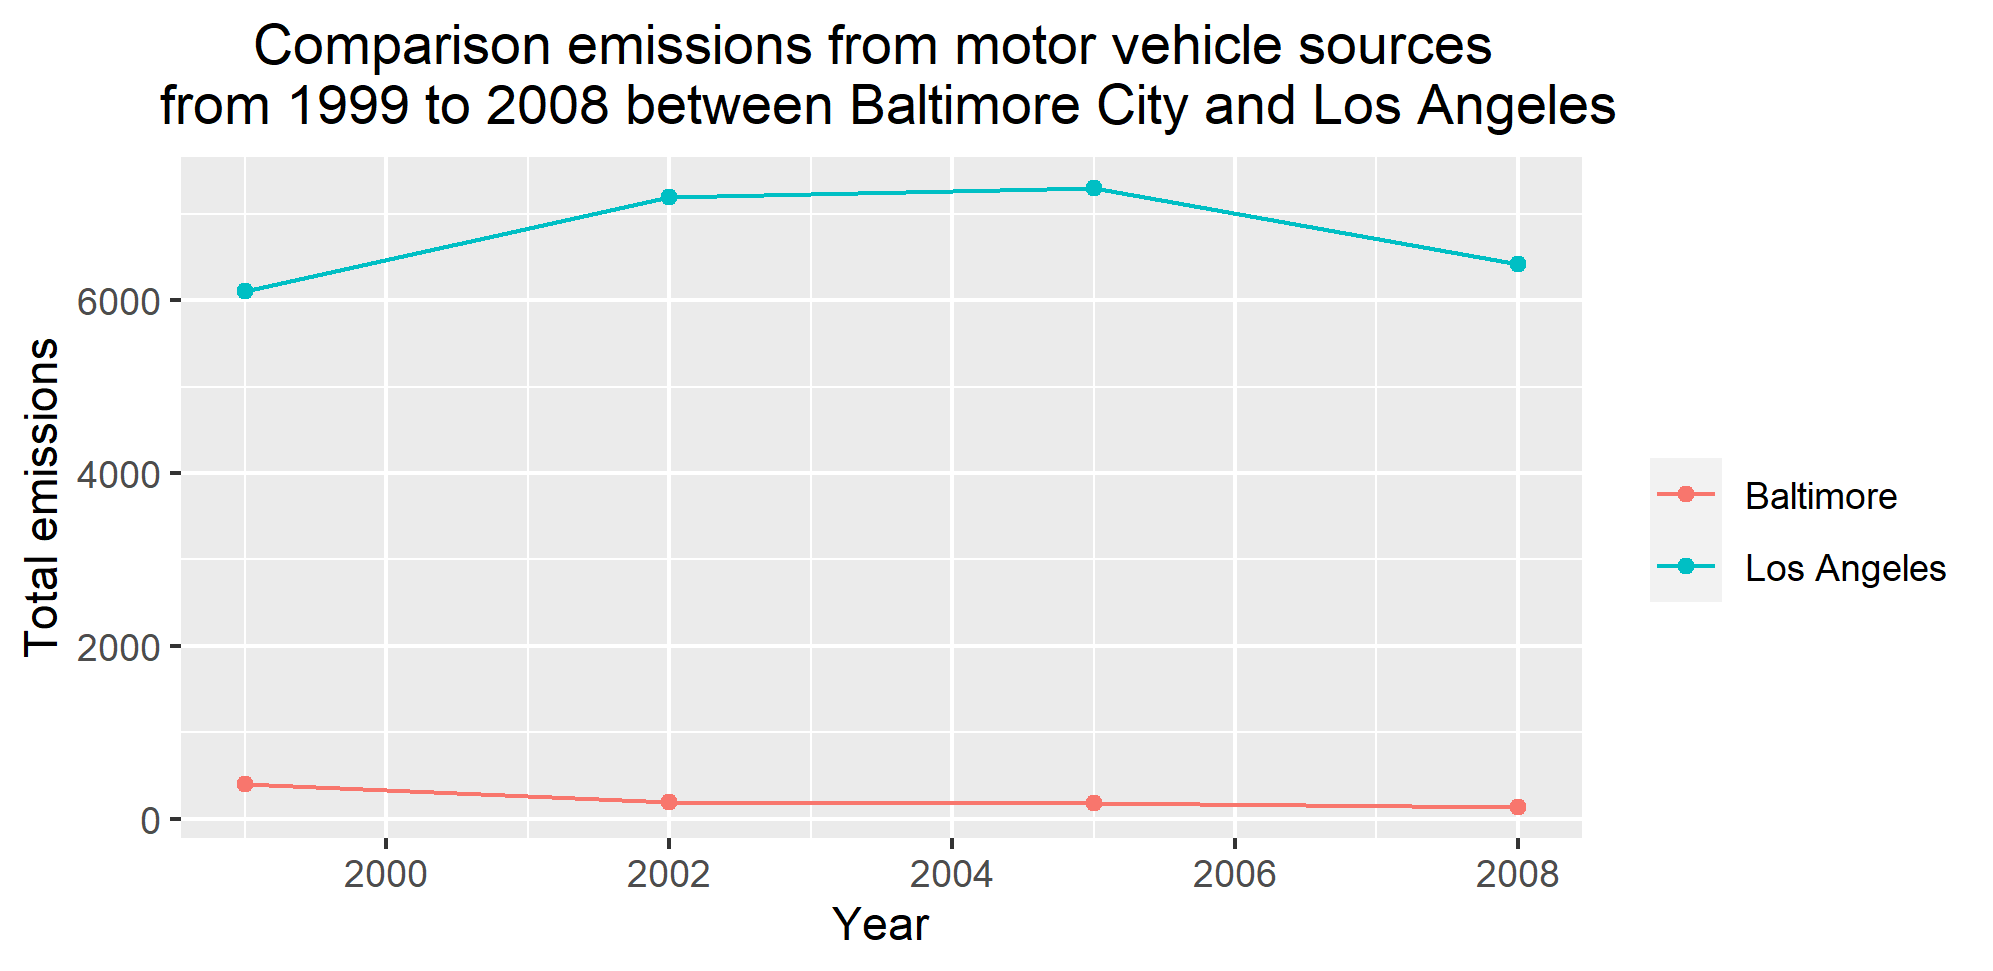 Comparison emissions from motor vehicle sources
from 1999 to 2008 between Baltimore City and Los Angeles
Total emissions
6000
4000
2000
0
2000
2002
2004
2006
2008
Year
Baltimore
Los Angeles